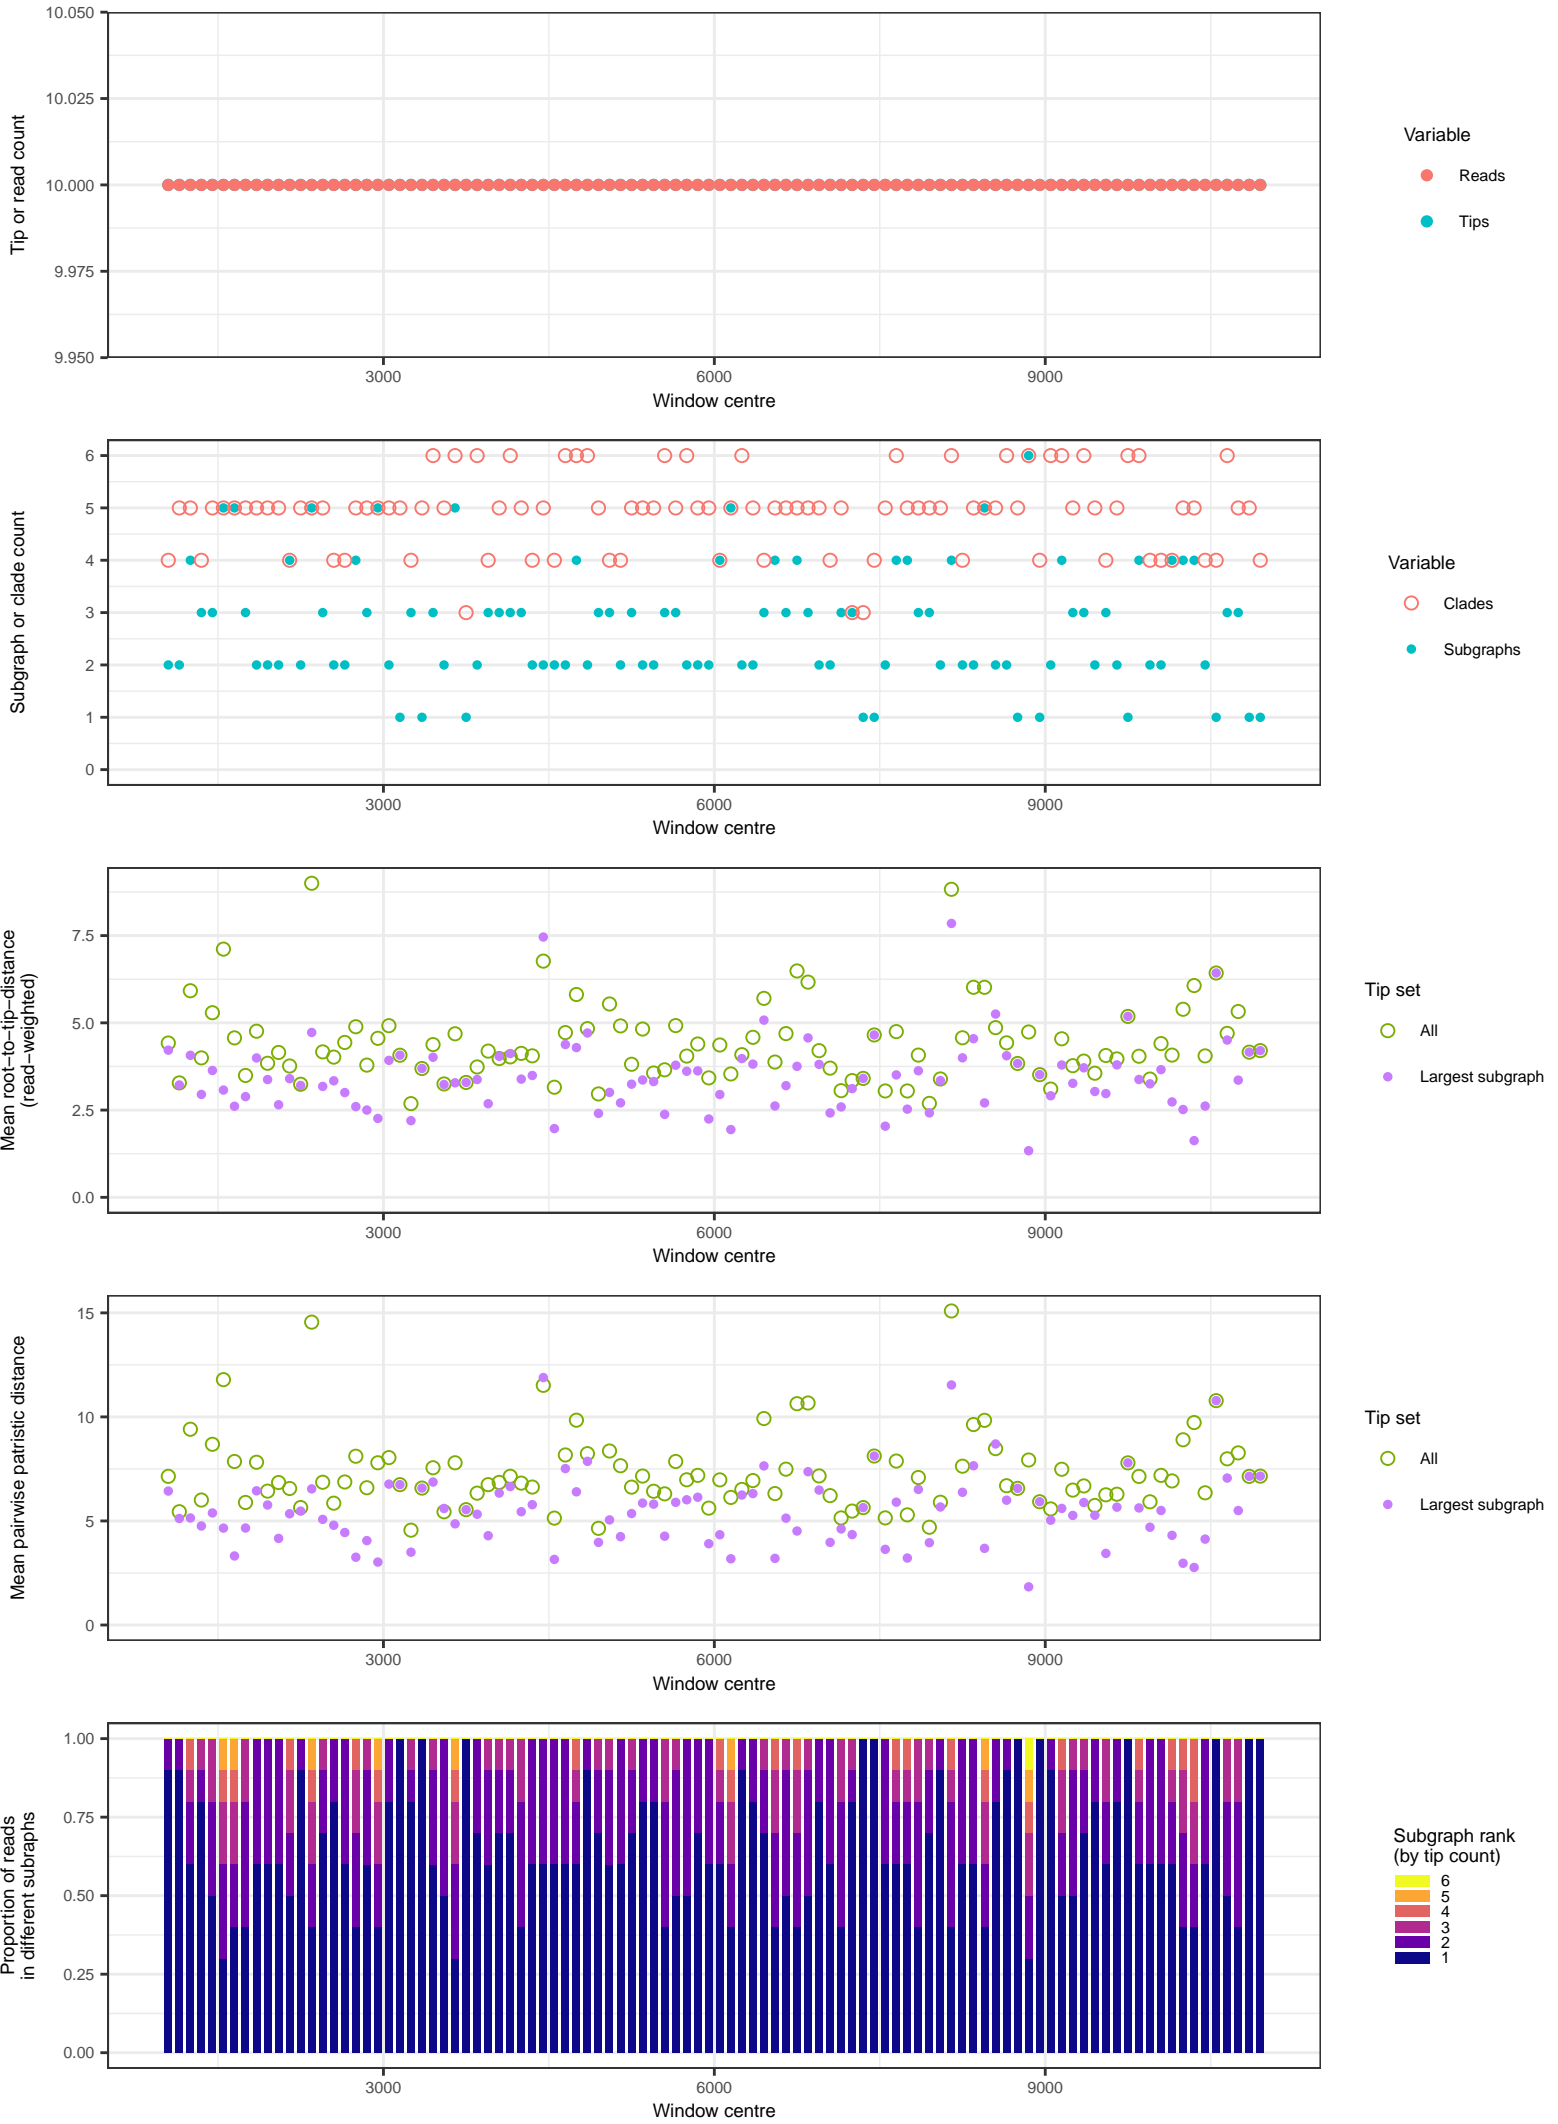 10.050
10.025
10.000
9.975
9.950
Tip or read count
3000
6000
9000
Window centre
Variable
Reads
Tips
6
5
4
3
2
1
0
Subgraph or clade count
3000
6000
9000
Window centre
Variable
Clades
Subgraphs
7.5
5.0
2.5
0.0
Mean root−to−tip−distance
(read−weighted)
3000
6000
9000
Window centre
Tip set
All
Largest subgraph
15
10
5
0
Mean pairwise patristic distance
3000
6000
9000
Window centre
Tip set
All
Largest subgraph
1.00
0.75
0.50
0.25
0.00
Proportion of reads
in different subraphs
3000
6000
9000
Window centre
Subgraph rank
(by tip count)
6
5
4
3
2
1